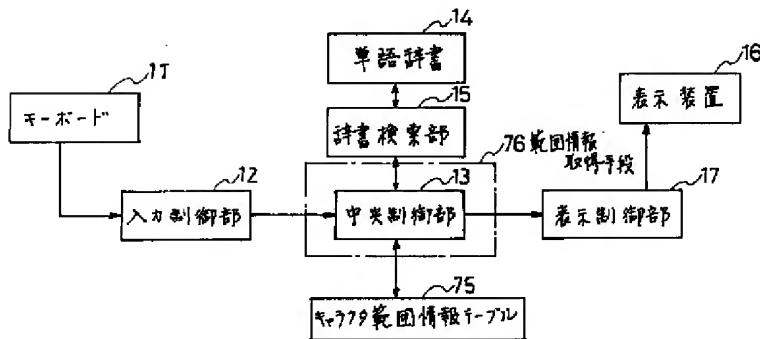 14
単語辞書
11
キーボード
15
辞書検索部
16
表示装置
76 範囲情報
取得手段
12
入力制御部
13
中央制御部
17
表示制御部
75
キャラクタ範囲情報テーブル